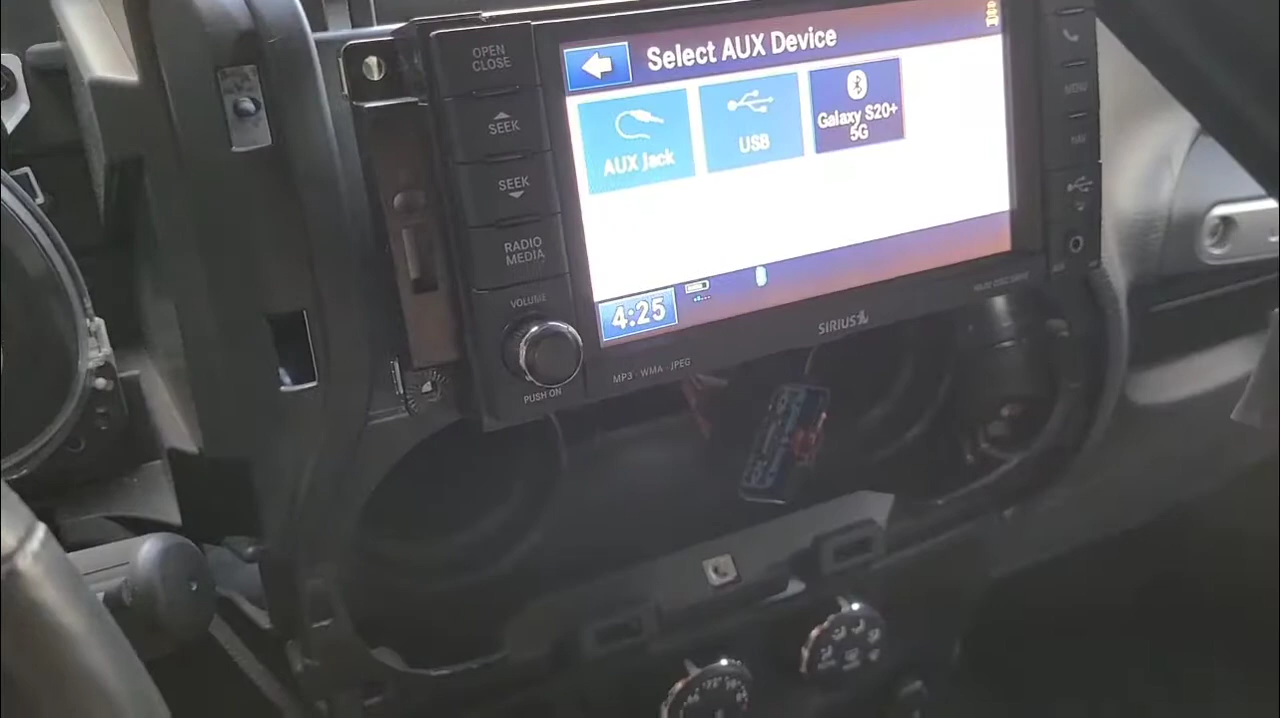 OPEN
CLOSE
SEEK
SEEK
RADIO
MEDIA
VOLUME
PUSH ON
Select AUX Device
AUX Jack
USB
Galaxy S20+
5G
4:25
SIRIUS
MP3 · WMA · JPEG
MENU
NAV